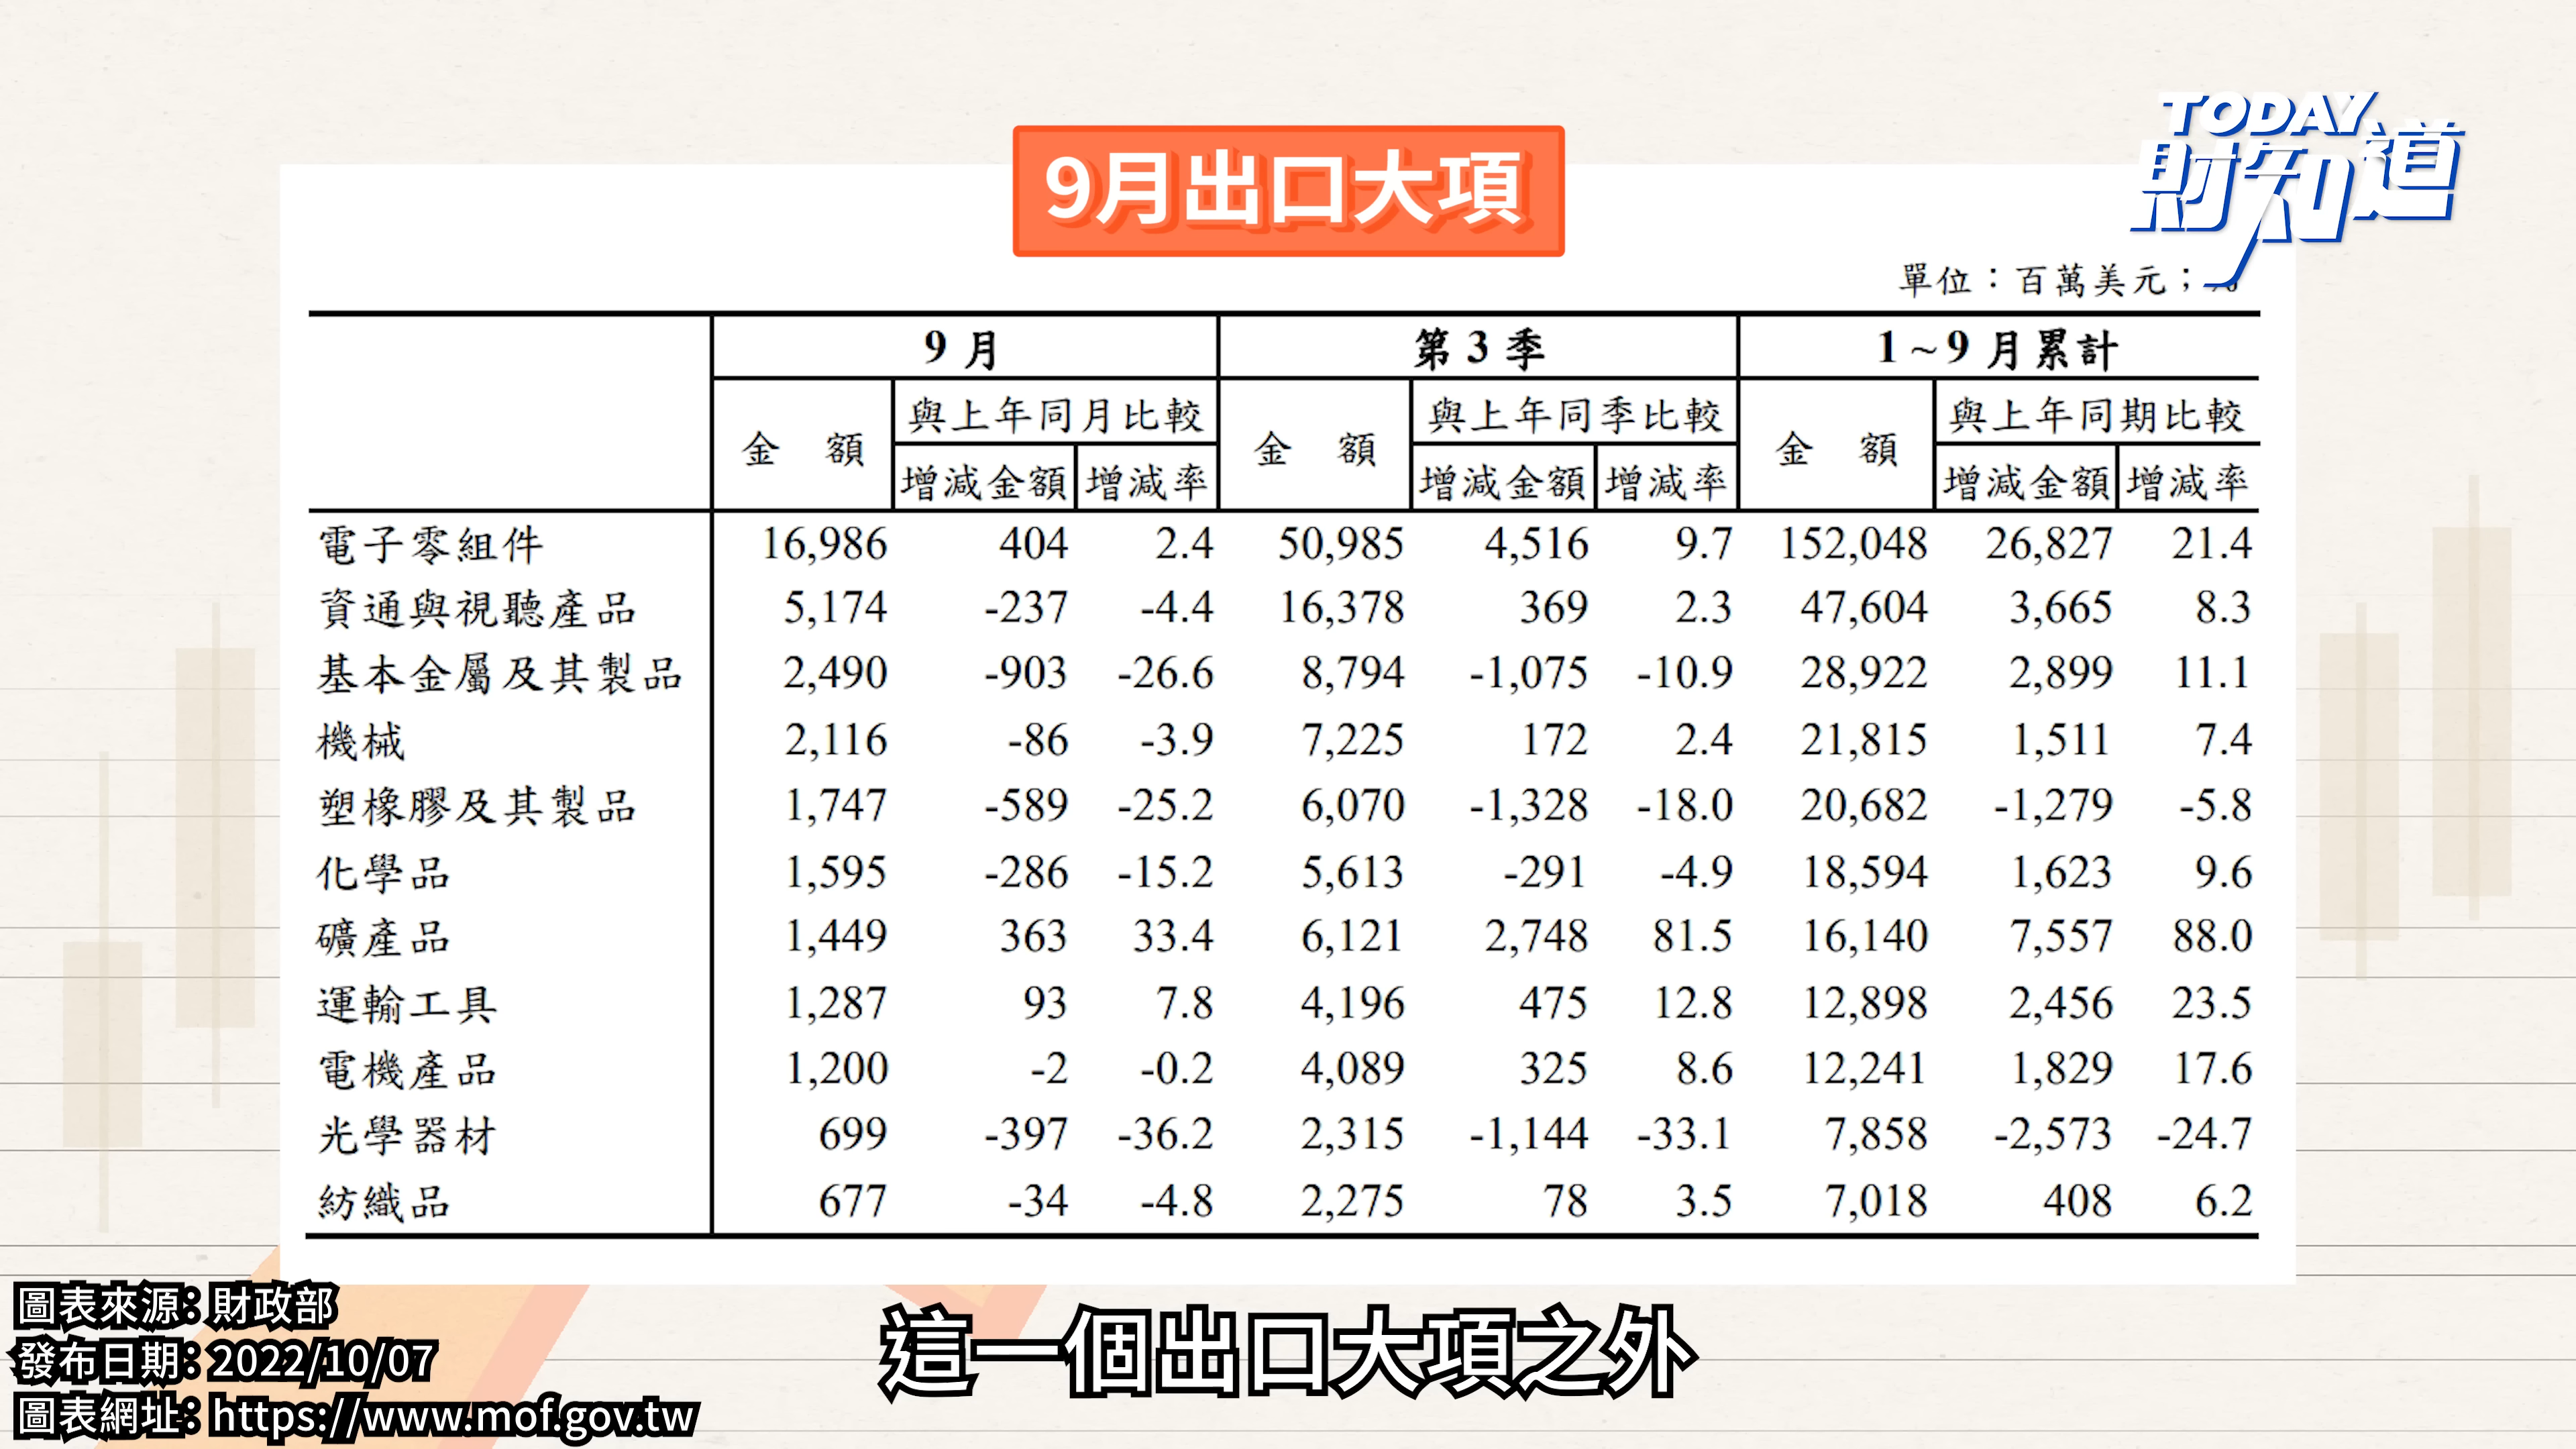 TODAY
財知道
9月出口大項
單位：百萬美元；%
9 月 第 3 季 1～9 月累計
金 額 與上年同月比較 金 額 與上年同季比較 金 額 與上年同期比較
增減金額 增減率 增減金額 增減率 增減金額 增減率
電子零組件 16,986 404 2.4 50,985 4,516 9.7 152,048 26,827 21.4
資通與視聽產品 5,174 -237 -4.4 16,378 369 2.3 47,604 3,665 8.3
基本金屬及其製品 2,490 -903 -26.6 8,794 -1,075 -10.9 28,922 2,899 11.1
機械 2,116 -86 -3.9 7,225 172 2.4 21,815 1,511 7.4
塑橡膠及其製品 1,747 -589 -25.2 6,070 -1,328 -18.0 20,682 -1,279 -5.8
化學品 1,595 -286 -15.2 5,613 -291 -4.9 18,594 1,623 9.6
礦產品 1,449 363 33.4 6,121 2,748 81.5 16,140 7,557 88.0
運輸工具 1,287 93 7.8 4,196 475 12.8 12,898 2,456 23.5
電機產品 1,200 -2 -0.2 4,089 325 8.6 12,241 1,829 17.6
光學器材 699 -397 -36.2 2,315 -1,144 -33.1 7,858 -2,573 -24.7
紡織品 677 -34 -4.8 2,275 78 3.5 7,018 408 6.2
圖表來源：財政部
發布日期：2022/10/07
圖表網址：https://www.mof.gov.tw
這一個出口大項之外